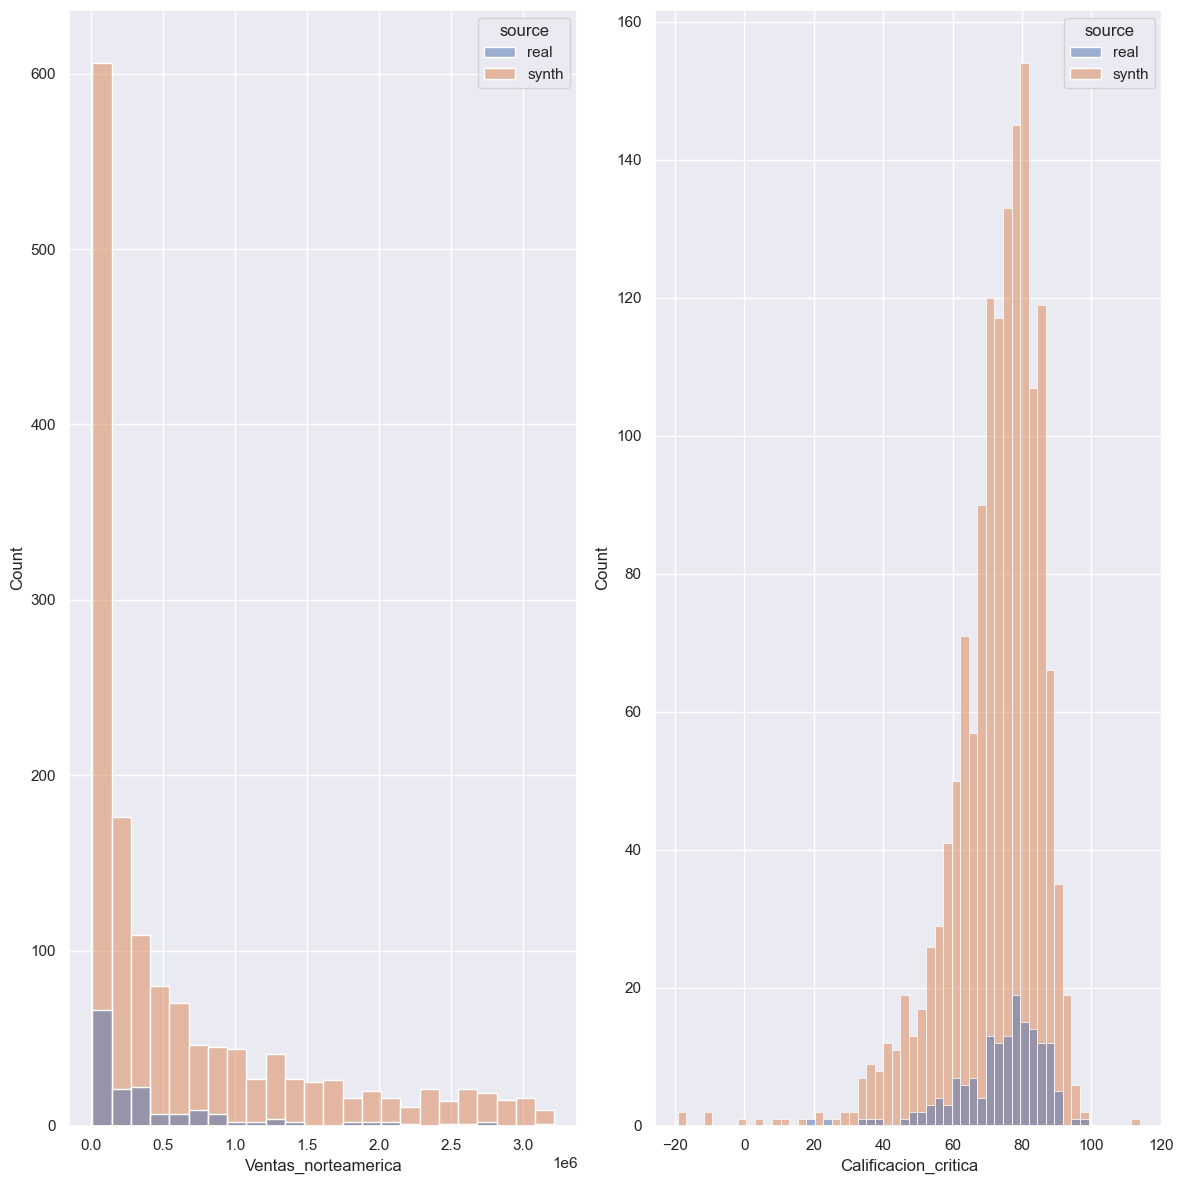 source
real
synth
600
500
400
300
200
100
0
Count
0.0 0.5 1.0 1.5 2.0 2.5 3.0
1e6
Ventas_norteamerica
source
real
synth
160
140
120
100
80
60
40
20
0
Count
−20 0 20 40 60 80 100 120
Calificacion_critica